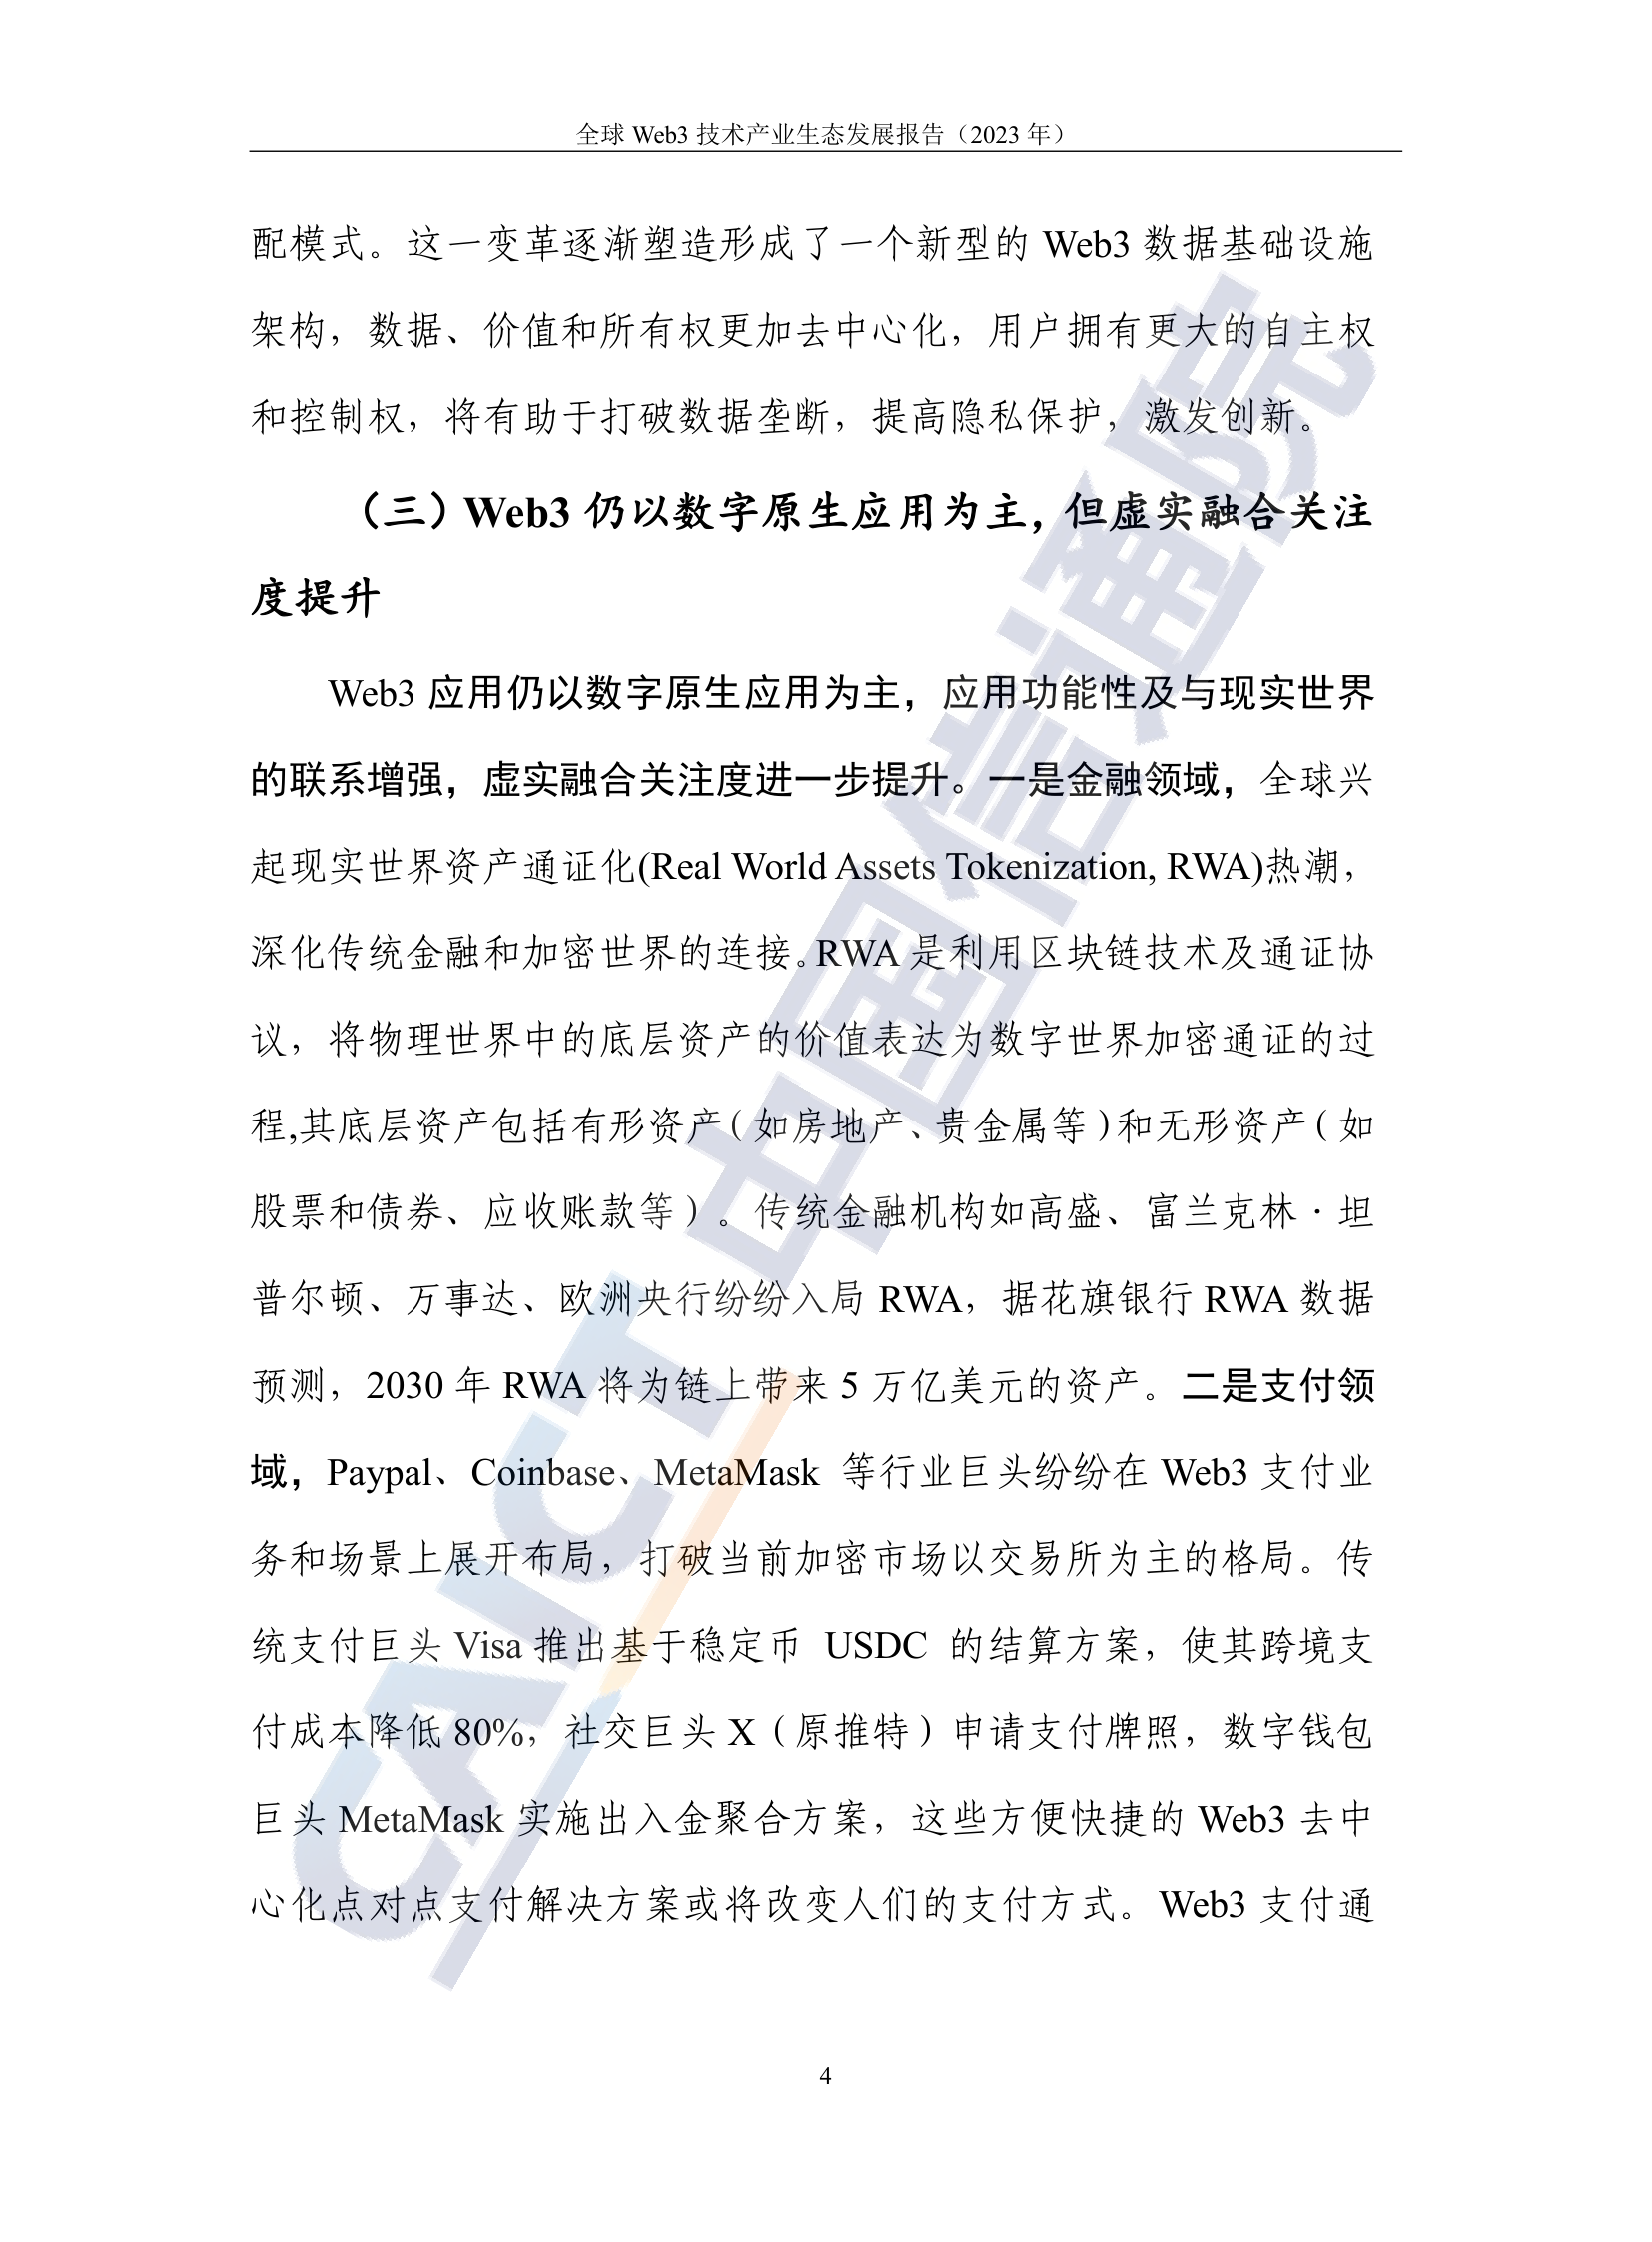 全球 Web3 技术产业生态发展报告（2023 年）
配模式。这一变革逐渐塑造形成了一个新型的 Web3 数据基础设施
架构，数据、价值和所有权更加去中心化，用户拥有更大的自主权
和控制权，将有助于打破数据垄断，提高隐私保护，激发创新。
（三）Web3 仍以数字原生应用为主，但虚实融合关注
度提升
Web3 应用仍以数字原生应用为主，应用功能性及与现实世界
的联系增强，虚实融合关注度进一步提升。一是金融领域，全球兴
起现实世界资产通证化(Real World Assets Tokenization, RWA)热潮，
深化传统金融和加密世界的连接。RWA 是利用区块链技术及通证协
议，将物理世界中的底层资产的价值表达为数字世界加密通证的过
程,其底层资产包括有形资产（如房地产、贵金属等）和无形资产（如
股票和债券、应收账款等）。传统金融机构如高盛、富兰克林·坦
普尔顿、万事达、欧洲央行纷纷入局 RWA，据花旗银行 RWA 数据
预测，2030 年 RWA 将为链上带来 5 万亿美元的资产。二是支付领
域，Paypal、Coinbase、MetaMask 等行业巨头纷纷在 Web3 支付业
务和场景上展开布局，打破当前加密市场以交易所为主的格局。传
统支付巨头 Visa 推出基于稳定币 USDC 的结算方案，使其跨境支
付成本降低 80%，社交巨头 X（原推特）申请支付牌照，数字钱包
巨头 MetaMask 实施出入金聚合方案，这些方便快捷的 Web3 去中
心化点对点支付解决方案或将改变人们的支付方式。Web3 支付通
4
CAICT 中国信通院